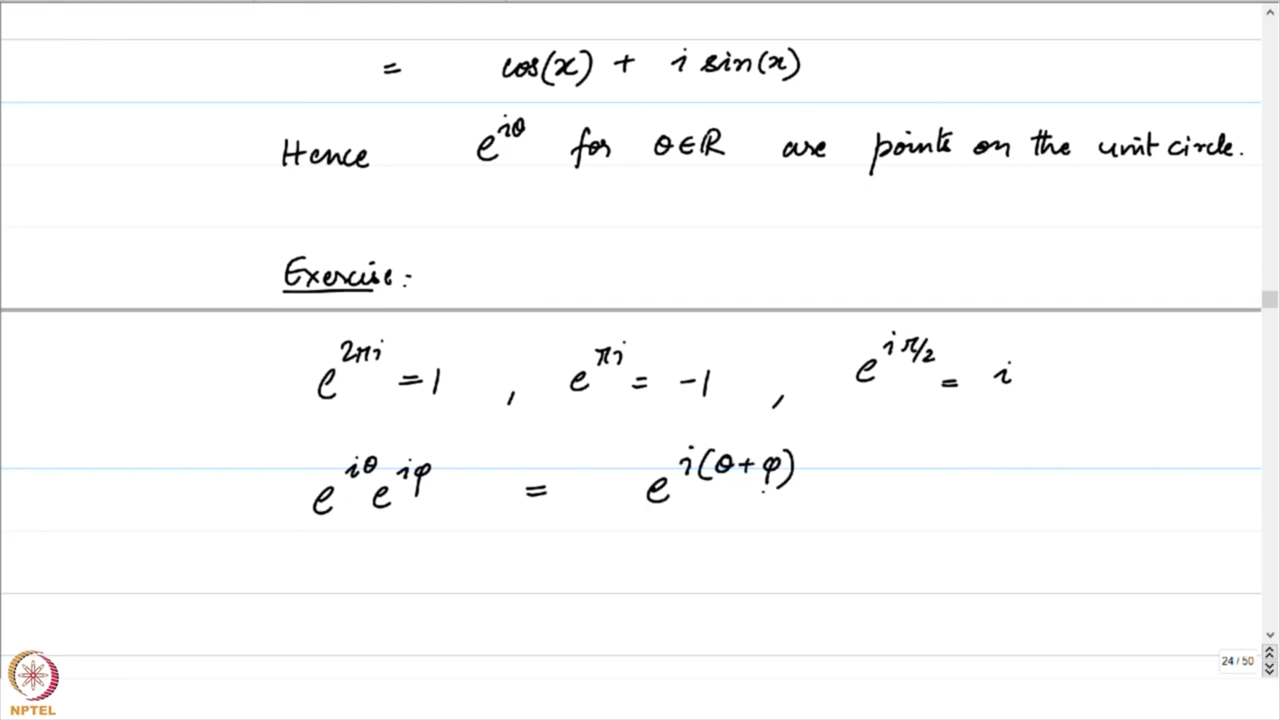 = cos(x) + i sin(x)
Hence e^{iθ} for θ∈ℝ are points on the unit circle.
Exercise:
e^{2πi} = 1 , e^{πi} = -1 , e^{iπ/2} = i
e^{iθ} e^{iφ} = e^{i(θ+φ)}
24 / 50
NPTEL